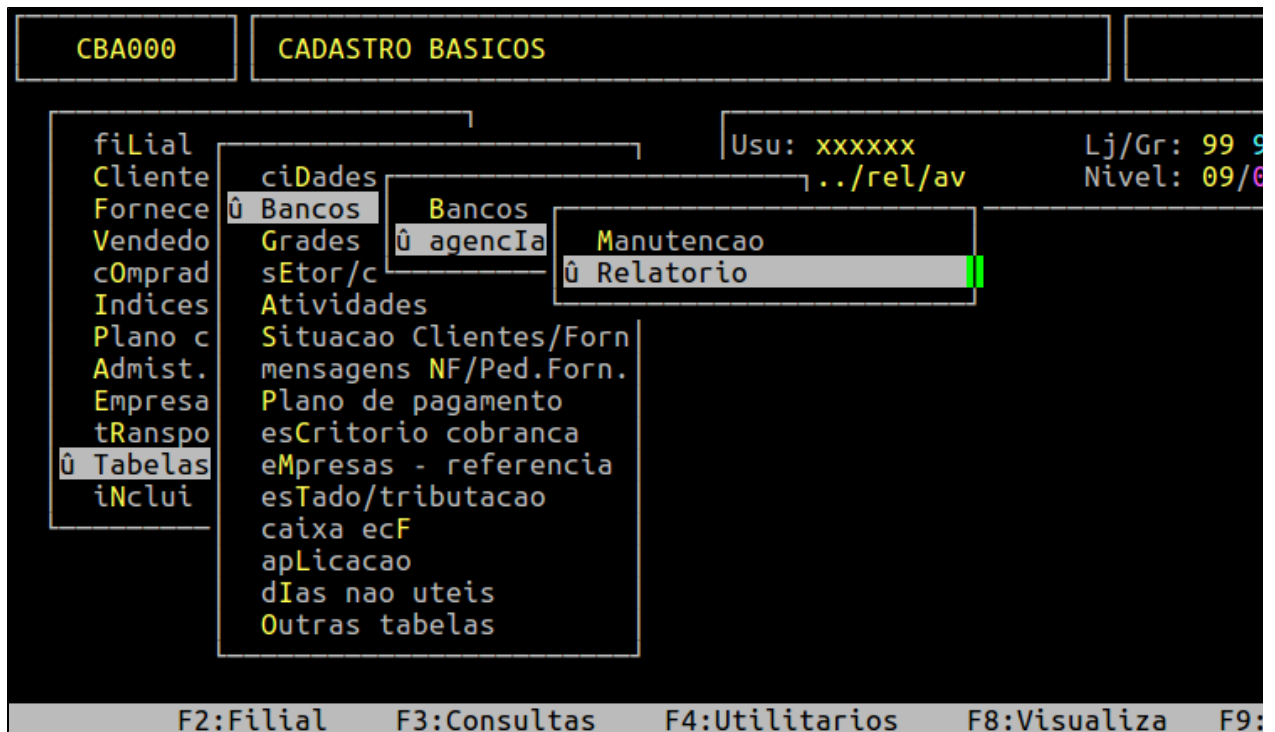 CBA000 CADASTRO BASICOS
fiLial Usu: xxxxxx Lj/Gr: 99 9
Cliente ciDades ../rel/av Nivel: 09/0
Fornece û Bancos Bancos
Vendedo Grades û agencIa Manutencao
cOmprad sEtor/c û Relatorio
Indices Atividades
Plano c Situacao Clientes/Forn
Admist. mensagens NF/Ped.Forn.
Empresa Plano de pagamento
tRanspo esCritorio cobranca
û Tabelas eMpresas - referencia
iNclui esTado/tributacao
caixa ecF
apLicacao
dIas nao uteis
Outras tabelas
F2:Filial F3:Consultas F4:Utilitarios F8:Visualiza F9: